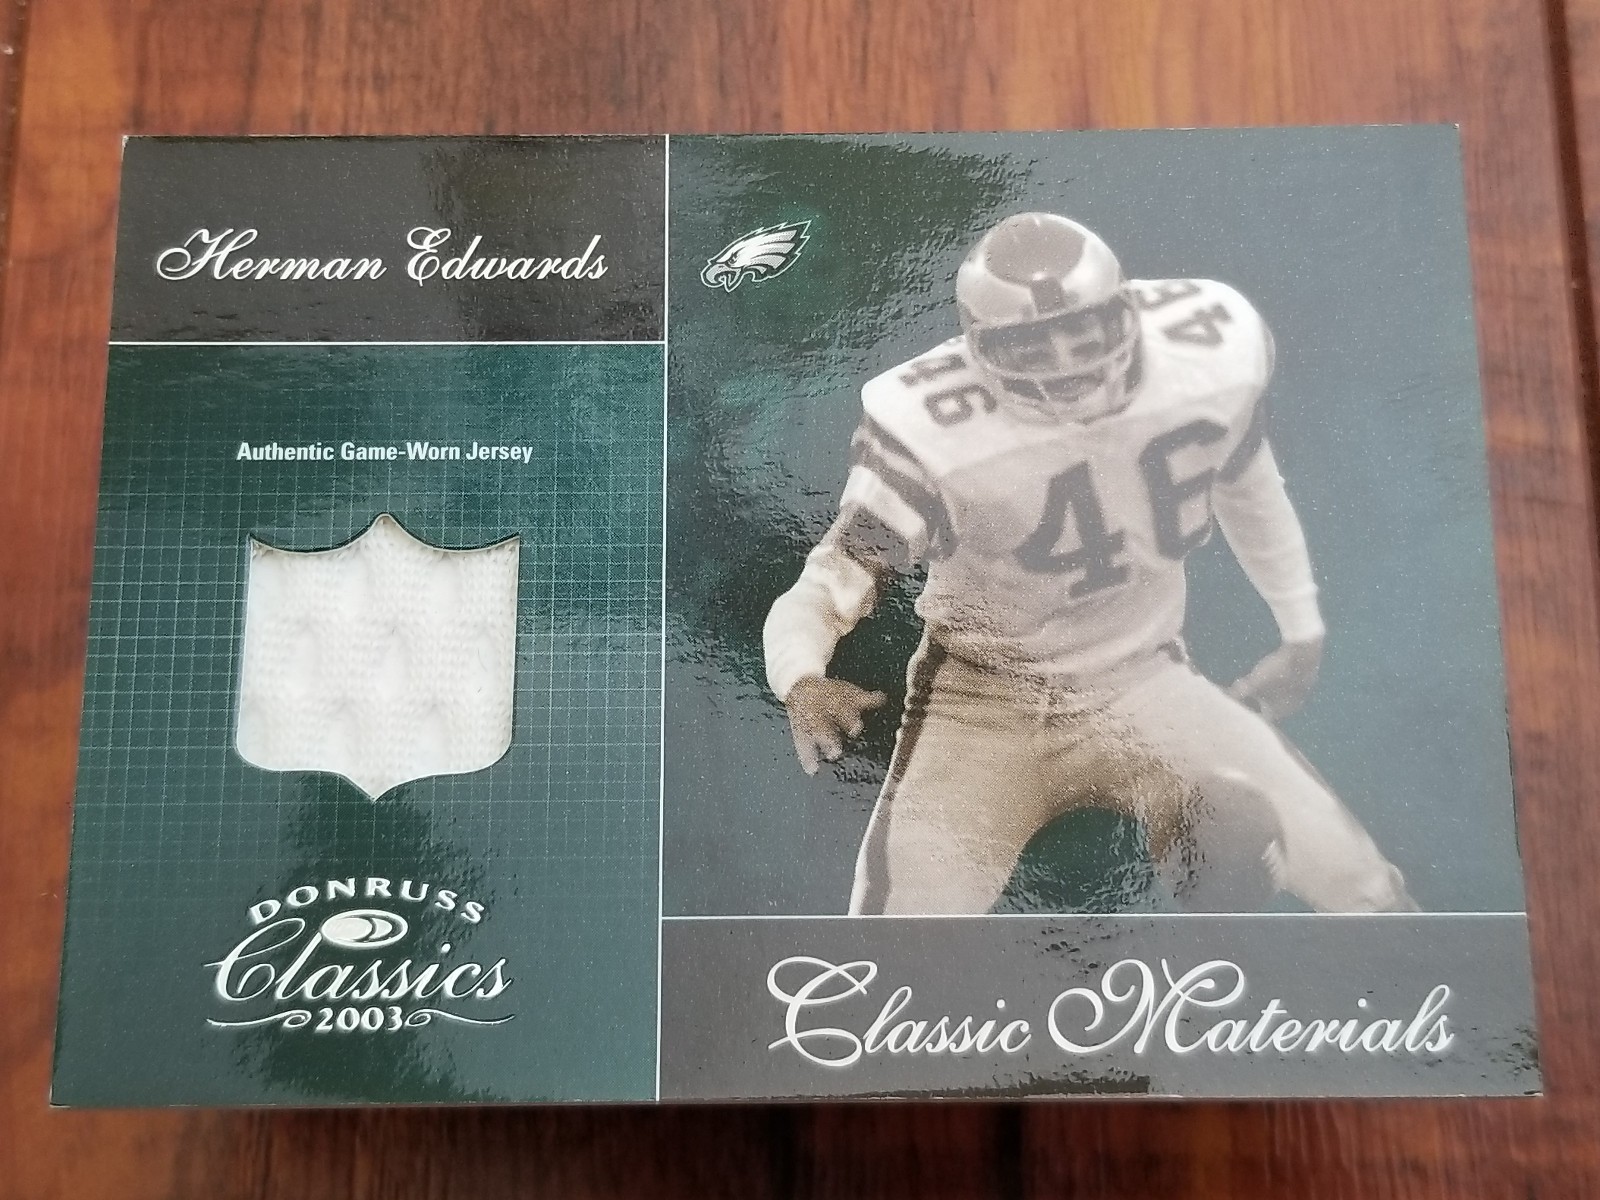 Herman Edwards
Authentic Game-Worn Jersey
DONRUSS
Classics
2003
46
46
46
Classic Materials